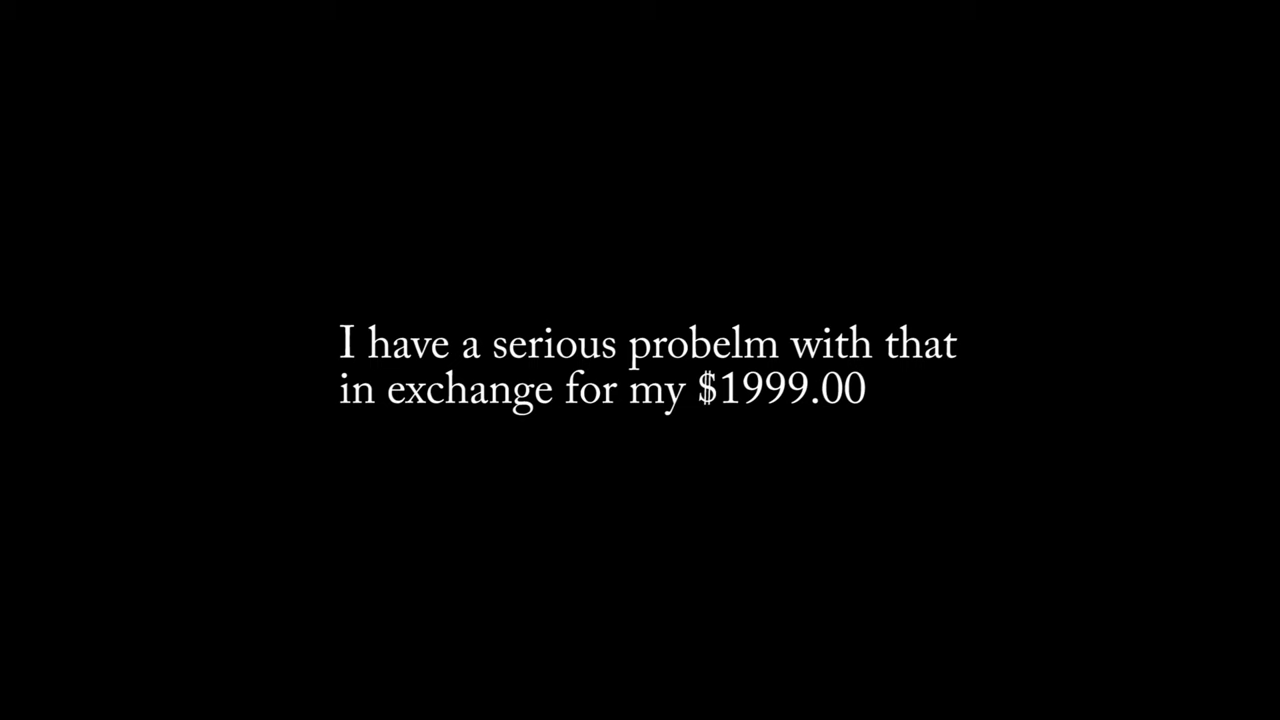 I have a serious probelm with that
in exchange for my $1999.00